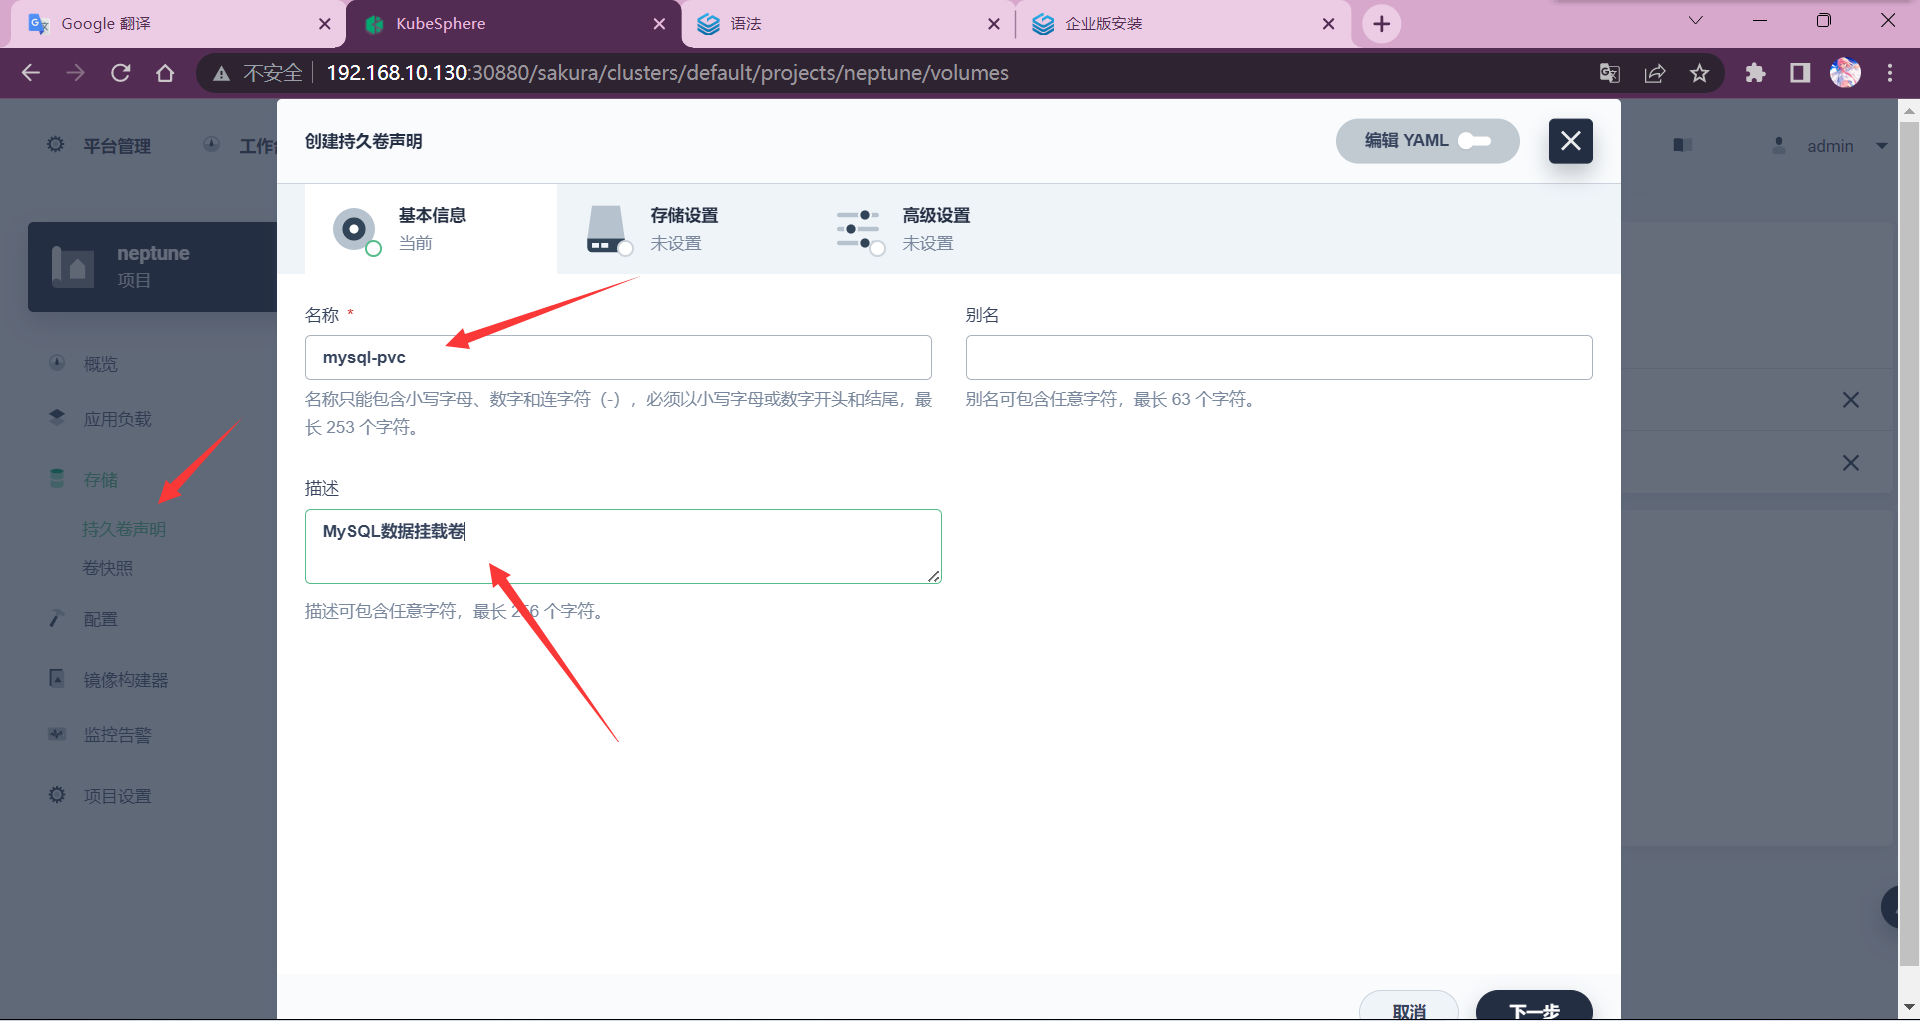 Google 翻译
KubeSphere
语法
企业版安装
不安全
192.168.10.130:30880/sakura/clusters/default/projects/neptune/volumes
平台管理
工作
admin
neptune
项目
概览
应用负载
存储
持久卷声明
卷快照
配置
镜像构建器
监控告警
项目设置
创建持久卷声明
编辑 YAML
基本信息
当前
存储设置
未设置
高级设置
未设置
名称 *
mysql-pvc
名称只能包含小写字母、数字和连字符（-），必须以小写字母或数字开头和结尾，最
长 253 个字符。
别名
别名可包含任意字符，最长 63 个字符。
描述
MySQL数据挂载卷
描述可包含任意字符，最长 256 个字符。
取消
下一步